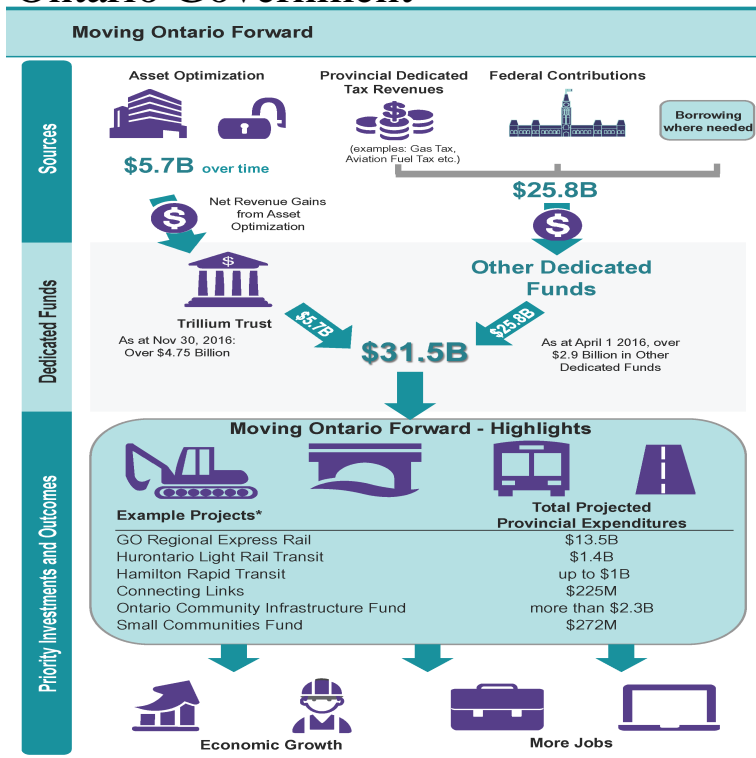 Moving Ontario Forward
Sources
Asset Optimization
$5.7B over time
Provincial Dedicated
Tax Revenues
(examples: Gas Tax,
Aviation Fuel Tax etc.)
Federal Contributions
Borrowing
where needed
$25.8B
$
Net Revenue Gains
from Asset
Optimization
$
Dedicated Funds
$
Trillium Trust
As at Nov 30, 2016:
Over $4.75 Billion
Other Dedicated
Funds
$5.7B
$25.8B
$31.5B
As at April 1 2016, over
$2.9 Billion in Other
Dedicated Funds
Priority Investments and Outcomes
Moving Ontario Forward - Highlights
Example Projects*
Total Projected
Provincial Expenditures
GO Regional Express Rail $13.5B
Hurontario Light Rail Transit $1.4B
Hamilton Rapid Transit up to $1B
Connecting Links $225M
Ontario Community Infrastructure Fund more than $2.3B
Small Communities Fund $272M
Economic Growth
More Jobs